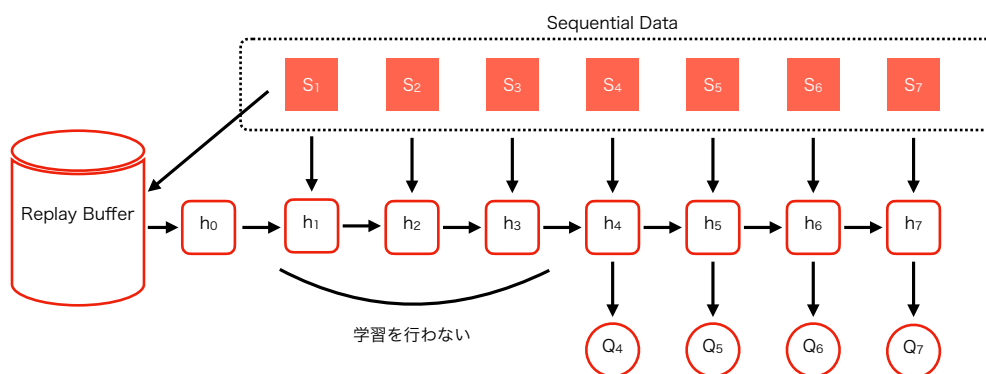 Sequential Data
S₁ S₂ S₃ S₄ S₅ S₆ S₇
Replay Buffer
h₀ h₁ h₂ h₃ h₄ h₅ h₆ h₇
学習を行わない
Q₄ Q₅ Q₆ Q₇